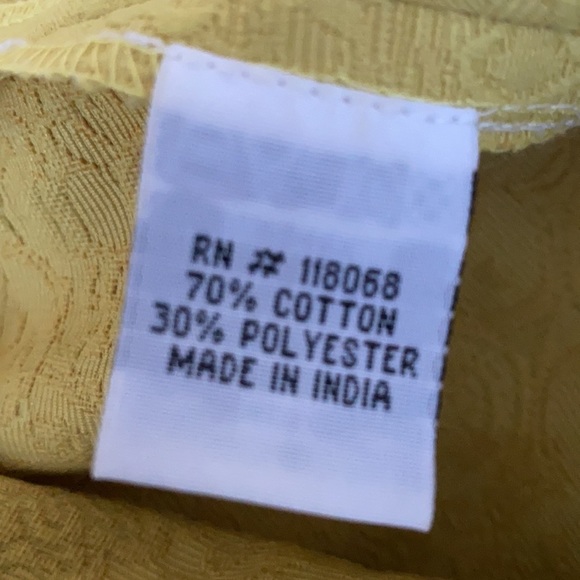 RN # 118068
70% COTTON
30% POLYESTER
MADE IN INDIA